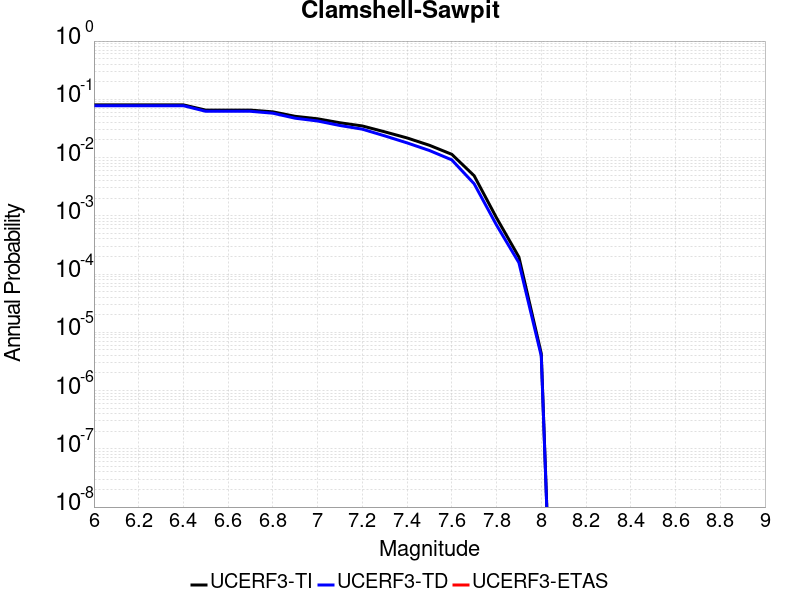 Clamshell-Sawpit
10^0
10^-1
10^-2
10^-3
10^-4
10^-5
10^-6
10^-7
10^-8
Annual Probability
6 6.2 6.4 6.6 6.8 7 7.2 7.4 7.6 7.8 8 8.2 8.4 8.6 8.8 9
Magnitude
UCERF3-TI UCERF3-TD UCERF3-ETAS